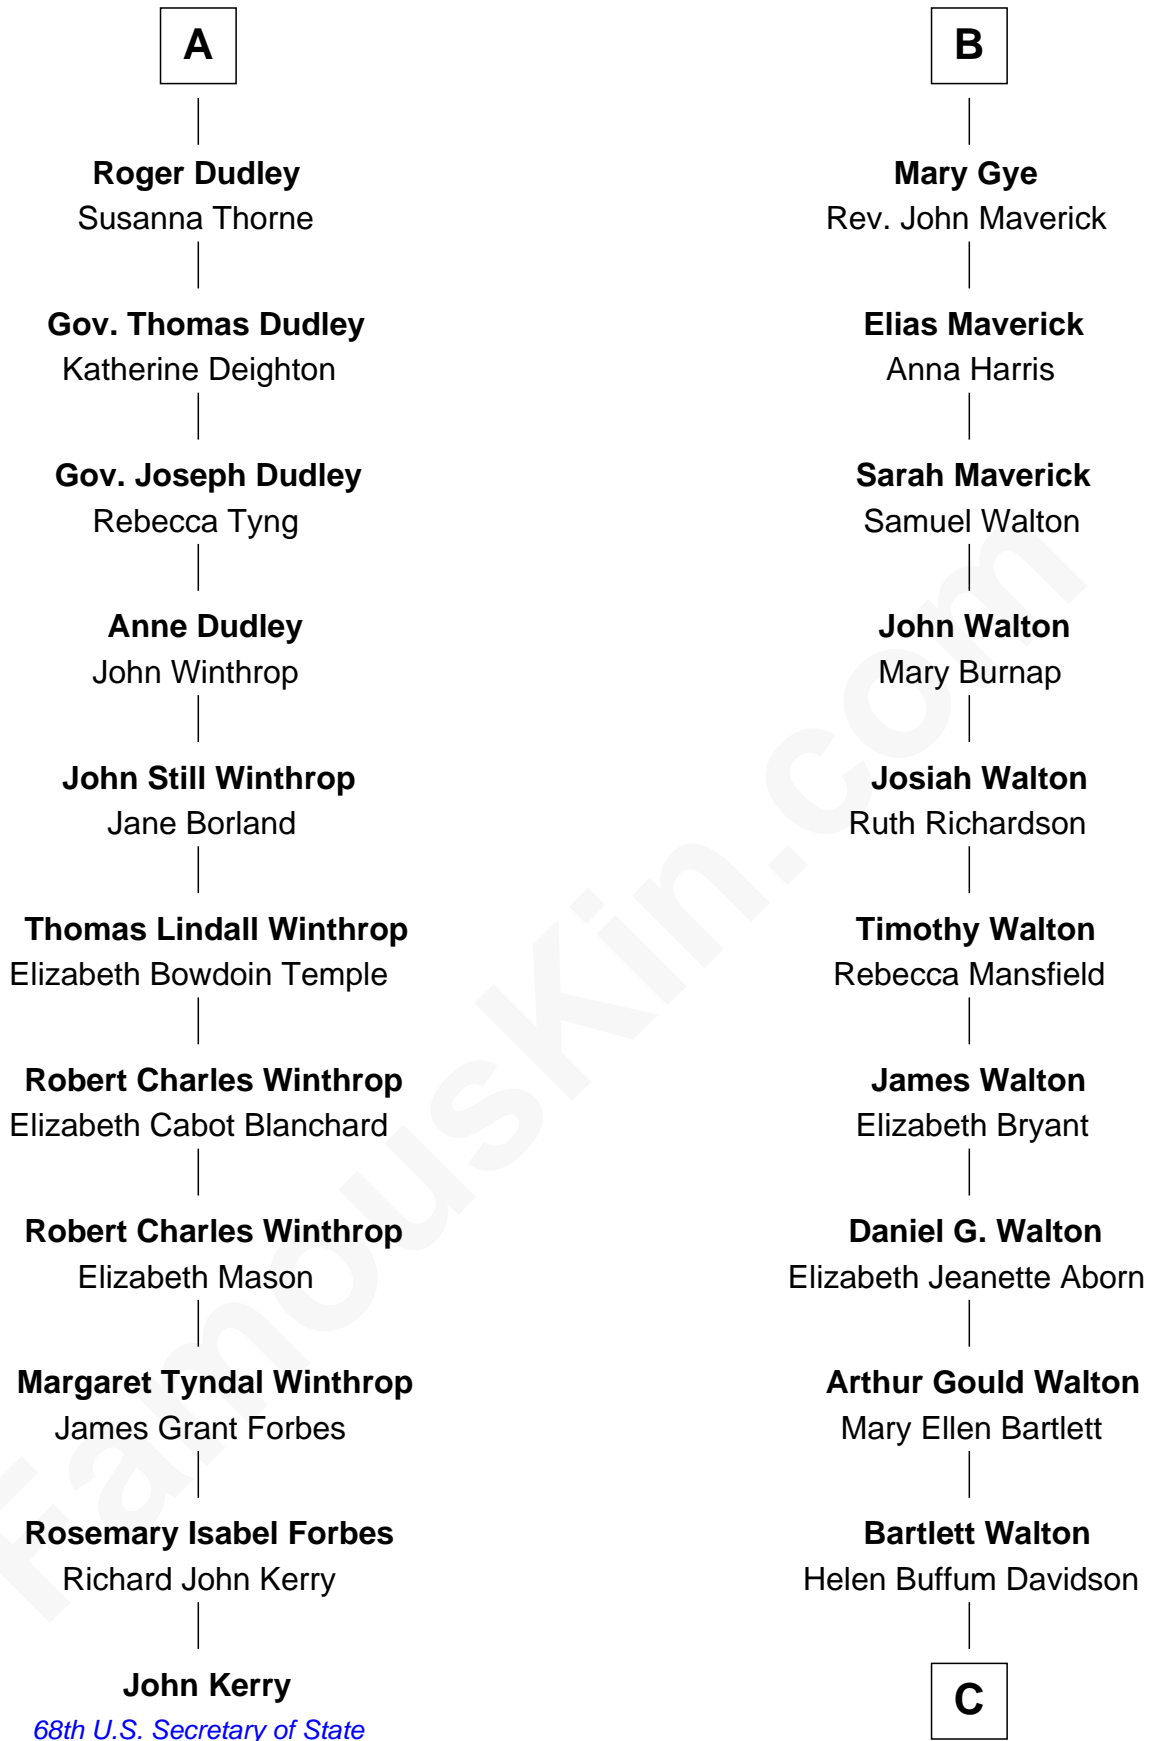 A
Roger Dudley
Susanna Thorne
Gov. Thomas Dudley
Katherine Deighton
Gov. Joseph Dudley
Rebecca Tyng
Anne Dudley
John Winthrop
John Still Winthrop
Jane Borland
Thomas Lindall Winthrop
Elizabeth Bowdoin Temple
Robert Charles Winthrop
Elizabeth Cabot Blanchard
Robert Charles Winthrop
Elizabeth Mason
Margaret Tyndal Winthrop
James Grant Forbes
Rosemary Isabel Forbes
Richard John Kerry
John Kerry
68th U.S. Secretary of State
B
Mary Gye
Rev. John Maverick
Elias Maverick
Anna Harris
Sarah Maverick
Samuel Walton
John Walton
Mary Burnap
Josiah Walton
Ruth Richardson
Timothy Walton
Rebecca Mansfield
James Walton
Elizabeth Bryant
Daniel G. Walton
Elizabeth Jeanette Aborn
Arthur Gould Walton
Mary Ellen Bartlett
Bartlett Walton
Helen Buffum Davidson
C
FamousKin.com